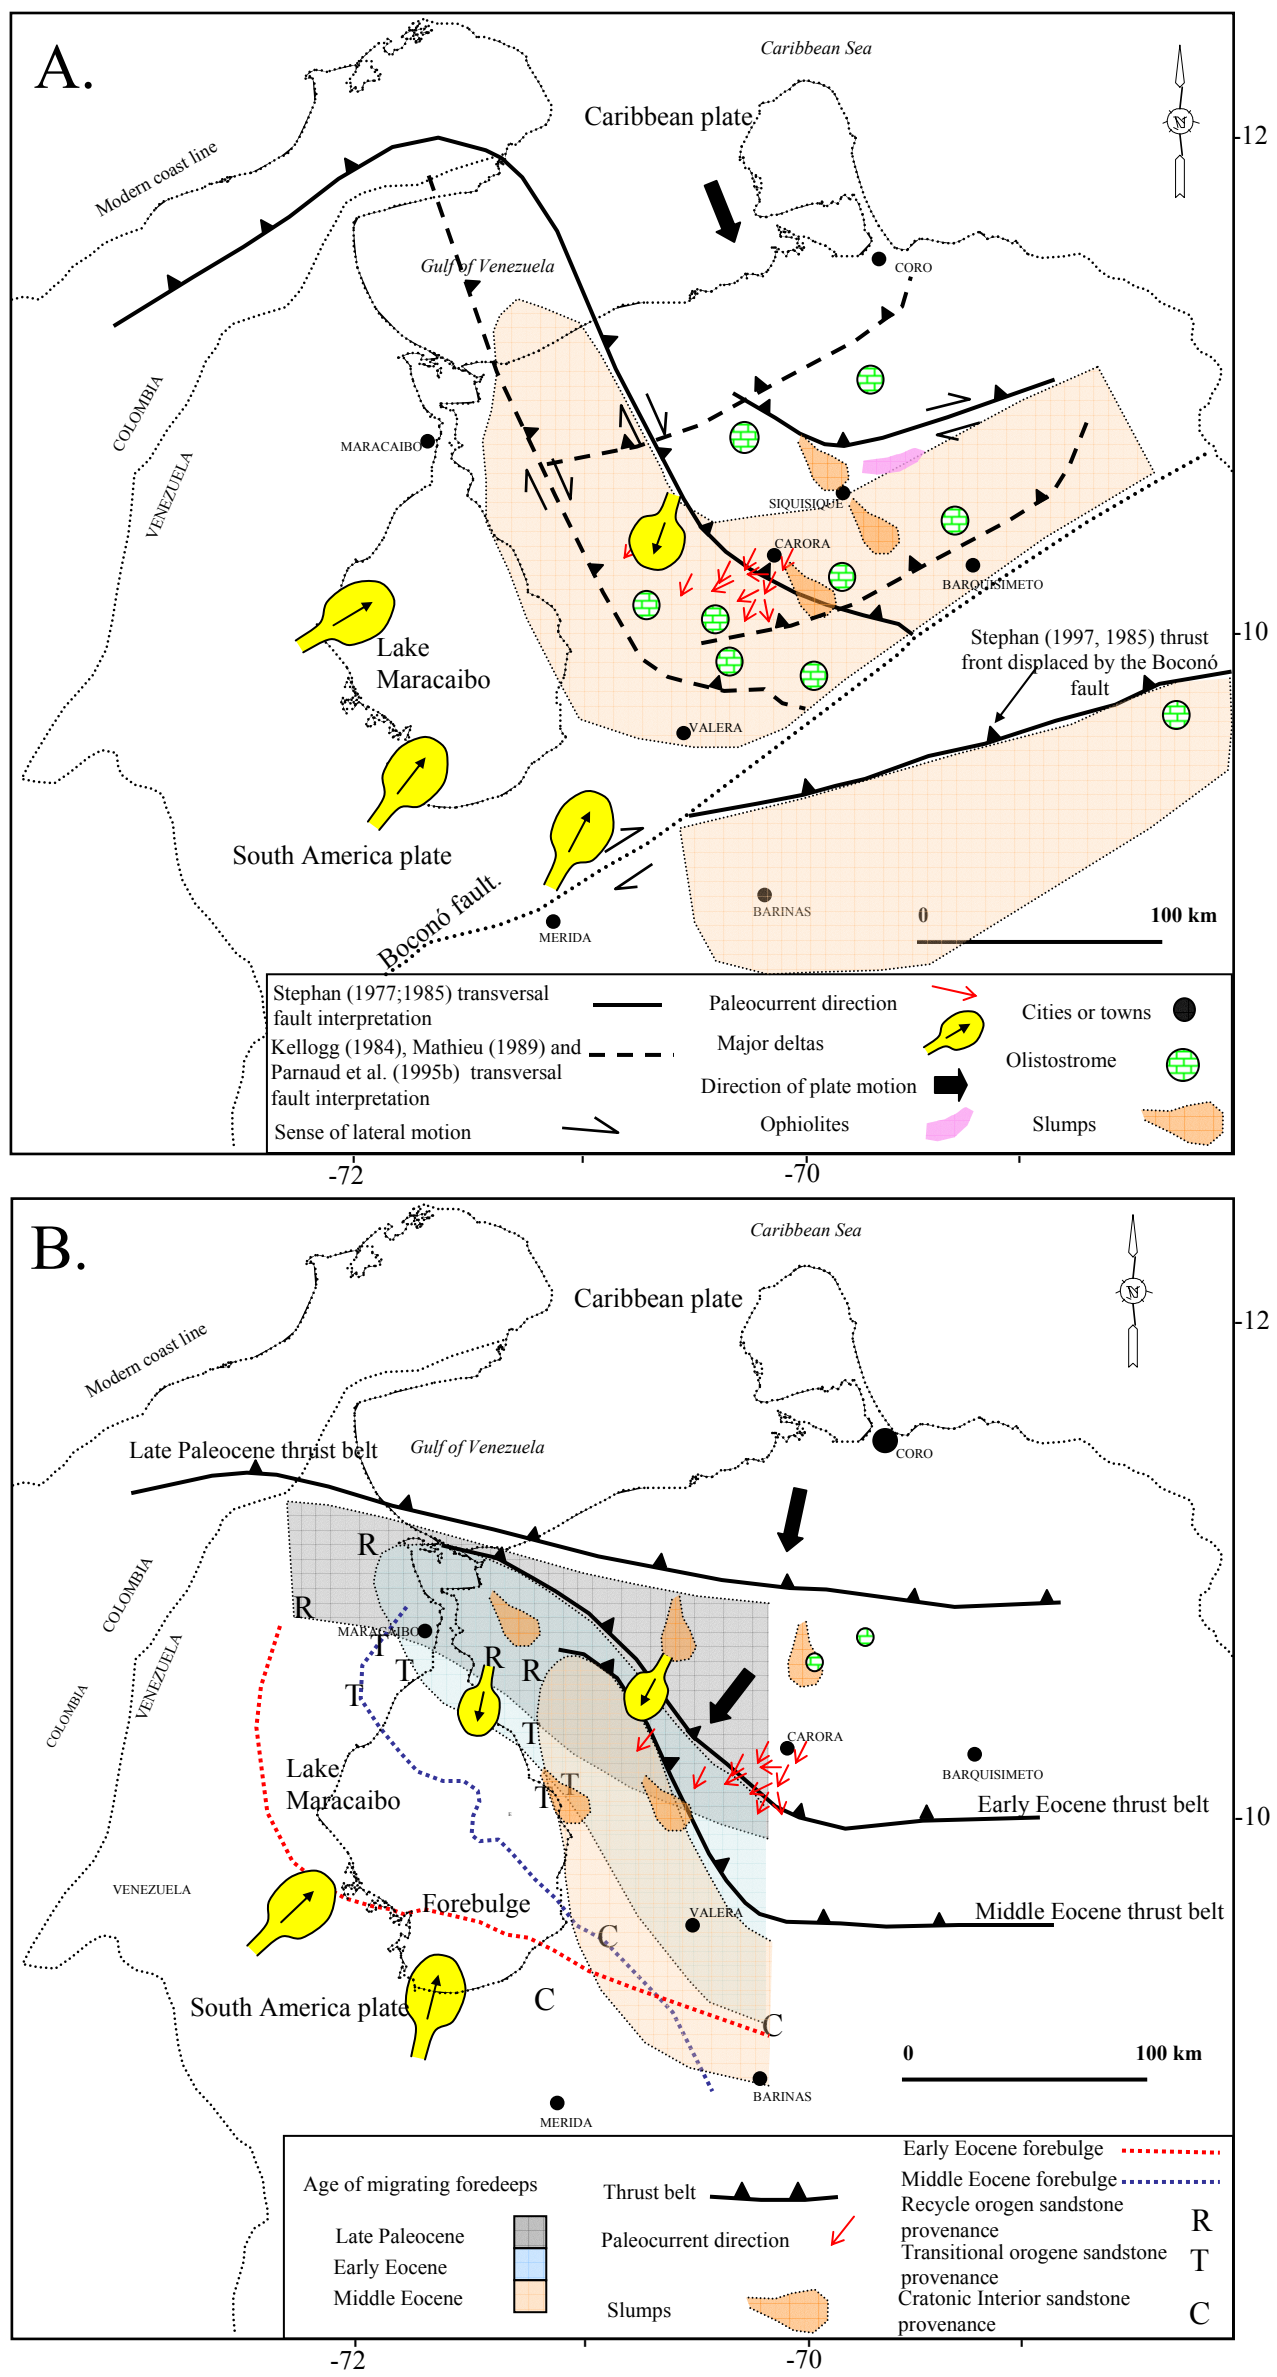 A.
Caribbean Sea
Caribbean plate
N
12
Modern coast line
Gulf of Venezuela
CORO
COLOMBIA
VENEZUELA
MARACAIBO
SIQUISIQUE
CARORA
BARQUISIMETO
10
Stephan (1997, 1985) thrust
front displaced by the Boconó
fault
Lake
Maracaibo
VALERA
South America plate
Boconó fault.
MERIDA
BARINAS
0
100 km
Stephan (1977;1985) transversal
fault interpretation
Kellogg (1984), Mathieu (1989) and
Parnaud et al. (1995b) transversal
fault interpretation
Sense of lateral motion
Paleocurrent direction
Major deltas
Direction of plate motion
Ophiolites
Cities or towns
Olistostrome
Slumps
-72
-70
B.
Caribbean Sea
Caribbean plate
N
-12
Modern coast line
Late Paleocene thrust belt
Gulf of Venezuela
CORO
R
R
COLOMBIA
VENEZUELA
MARACAIBO
T
T
T
R
R
T
COLOMBIA
CARORA
BARQUISIMETO
Lake
Maracaibo
T
T
Early Eocene thrust belt
-10
VENEZUELA
Forebulge
VALERA
Middle Eocene thrust belt
C
C
C
South America plate
0
100 km
BARINAS
MERIDA
Age of migrating foredeeps
Late Paleocene
Early Eocene
Middle Eocene
Thrust belt
Paleocurrent direction
Slumps
Early Eocene forebulge
Middle Eocene forebulge
Recycle orogen sandstone
provenance
R
Transitional orogene sandstone
provenance
T
Cratonic Interior sandstone
provenance
C
-72
-70